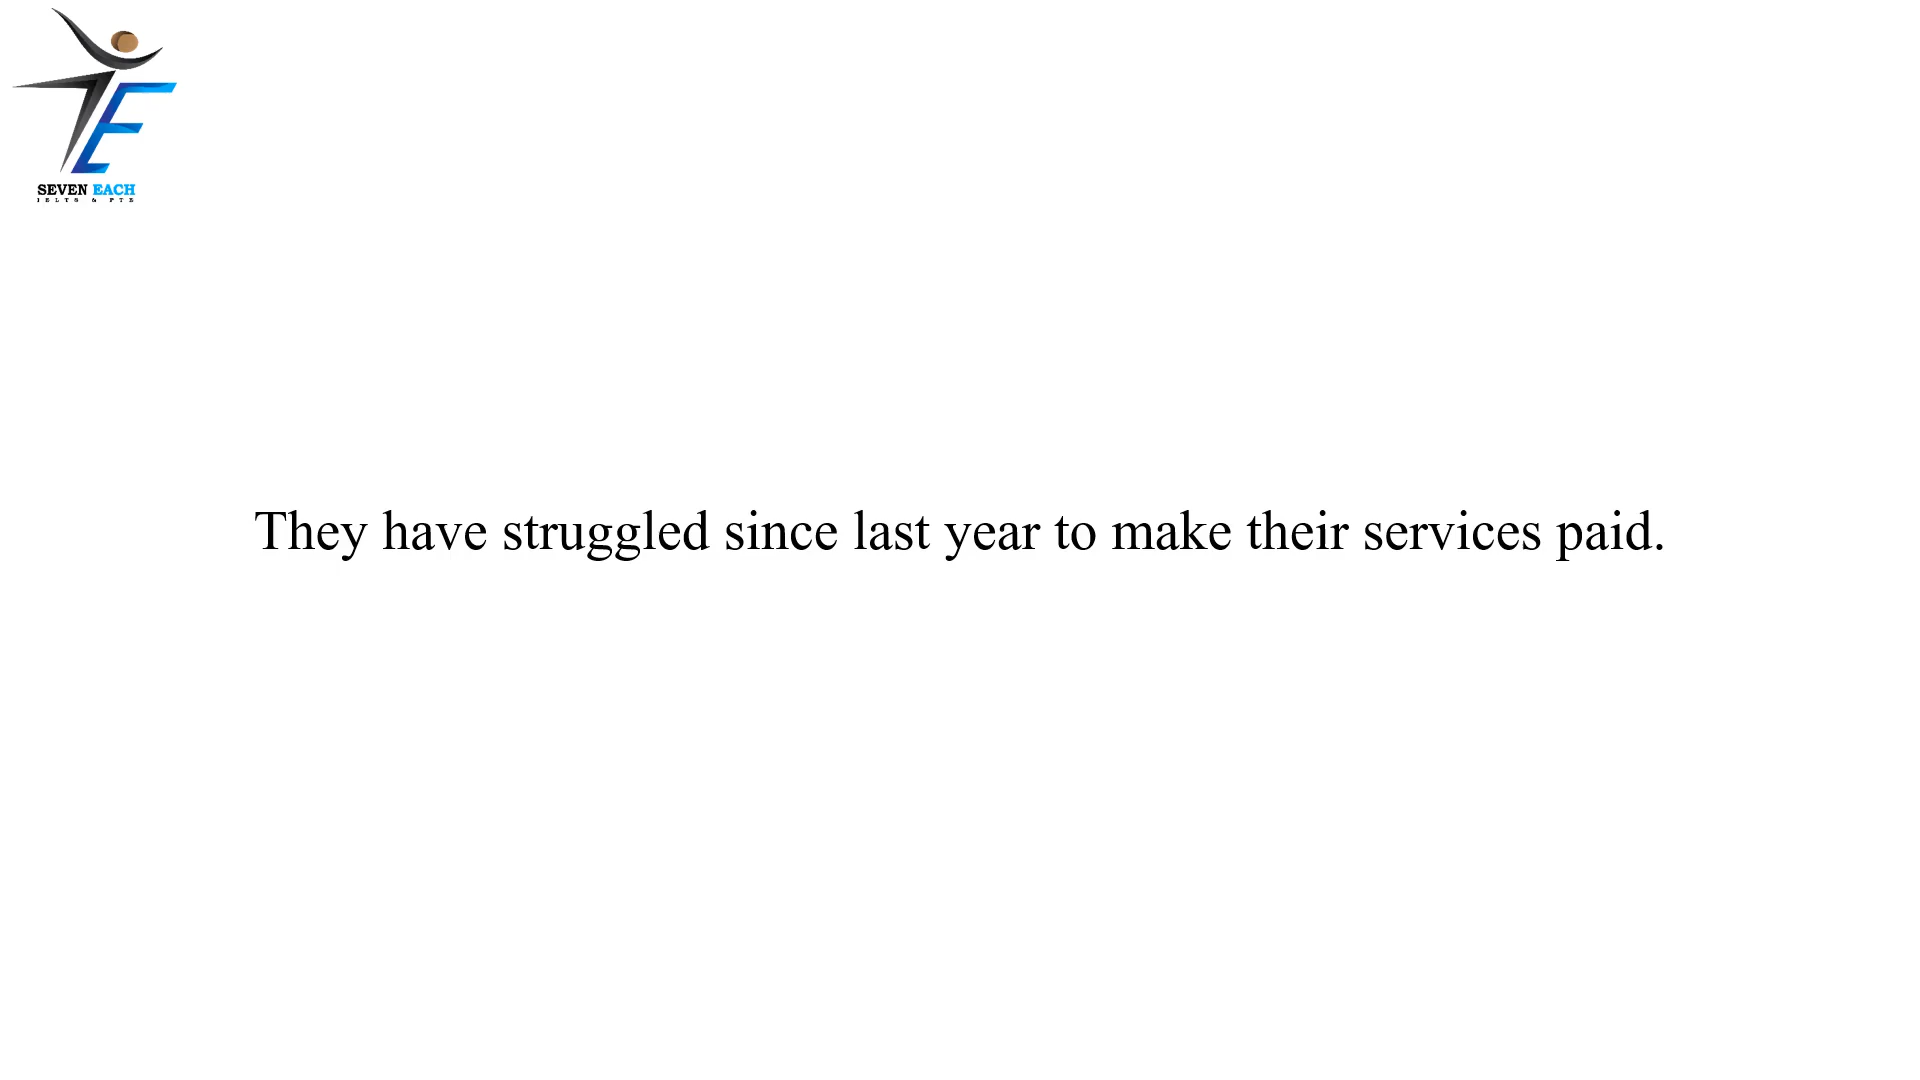 SEVEN EACH
IELTS & PTE
They have struggled since last year to make their services paid.